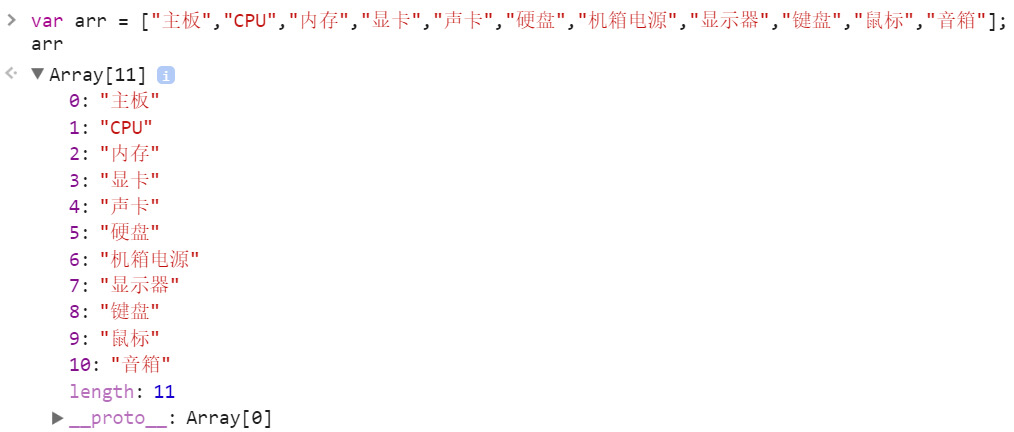 > var arr = ["主板","CPU","内存","显卡","声卡","硬盘","机箱电源","显示器","键盘","鼠标","音箱"];
arr
Array[11] i
0: "主板"
1: "CPU"
2: "内存"
3: "显卡"
4: "声卡"
5: "硬盘"
6: "机箱电源"
7: "显示器"
8: "键盘"
9: "鼠标"
10: "音箱"
length: 11
__proto__: Array[0]